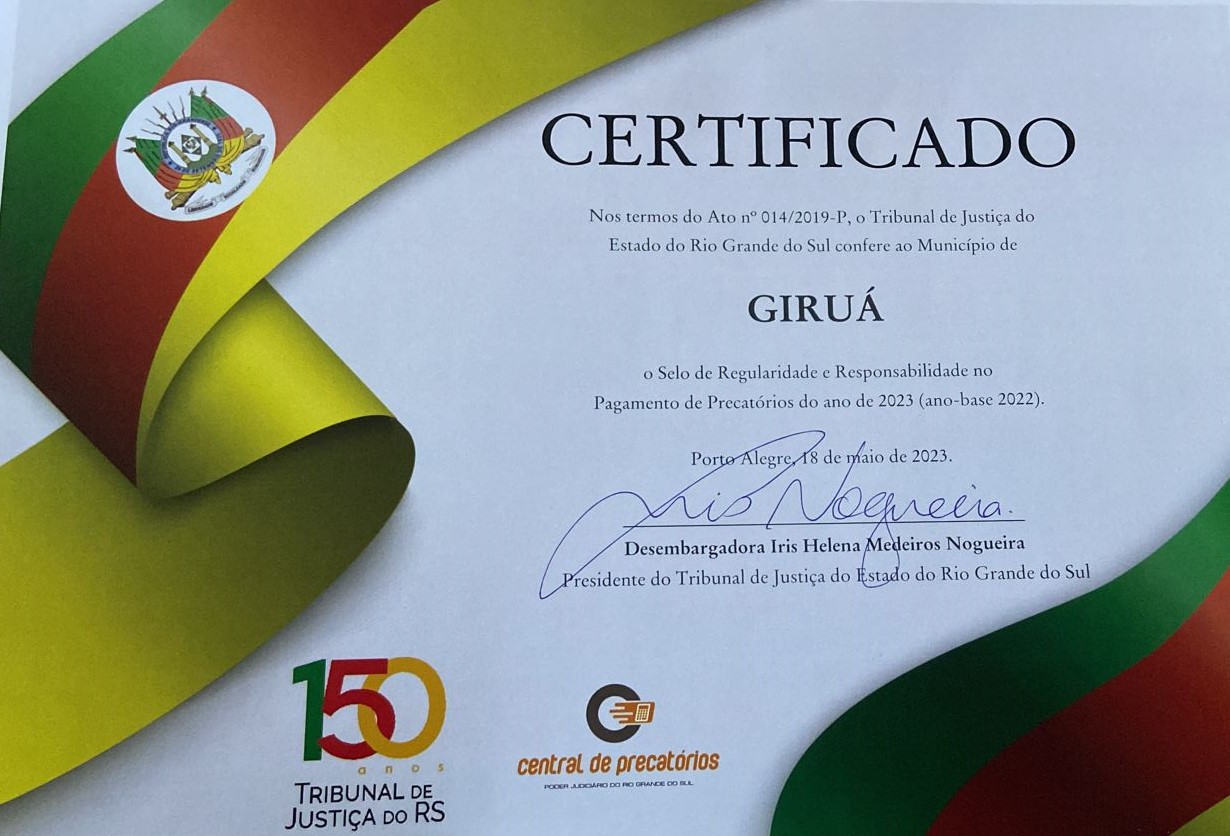 CERTIFICADO
Nos termos do Ato nº 014/2019-P, o Tribunal de Justiça do
Estado do Rio Grande do Sul confere ao Município de
GIRUÁ
o Selo de Regularidade e Responsabilidade no
Pagamento de Precatórios do ano de 2023 (ano-base 2022).
Porto Alegre, 18 de maio de 2023.
Iris Nogueira.
Desembargadora Iris Helena Medeiros Nogueira
Presidente do Tribunal de Justiça do Estado do Rio Grande do Sul
150
anos
TRIBUNAL DE
JUSTIÇA DO RS
central de precatórios
PODER JUDICIÁRIO DO RIO GRANDE DO SUL